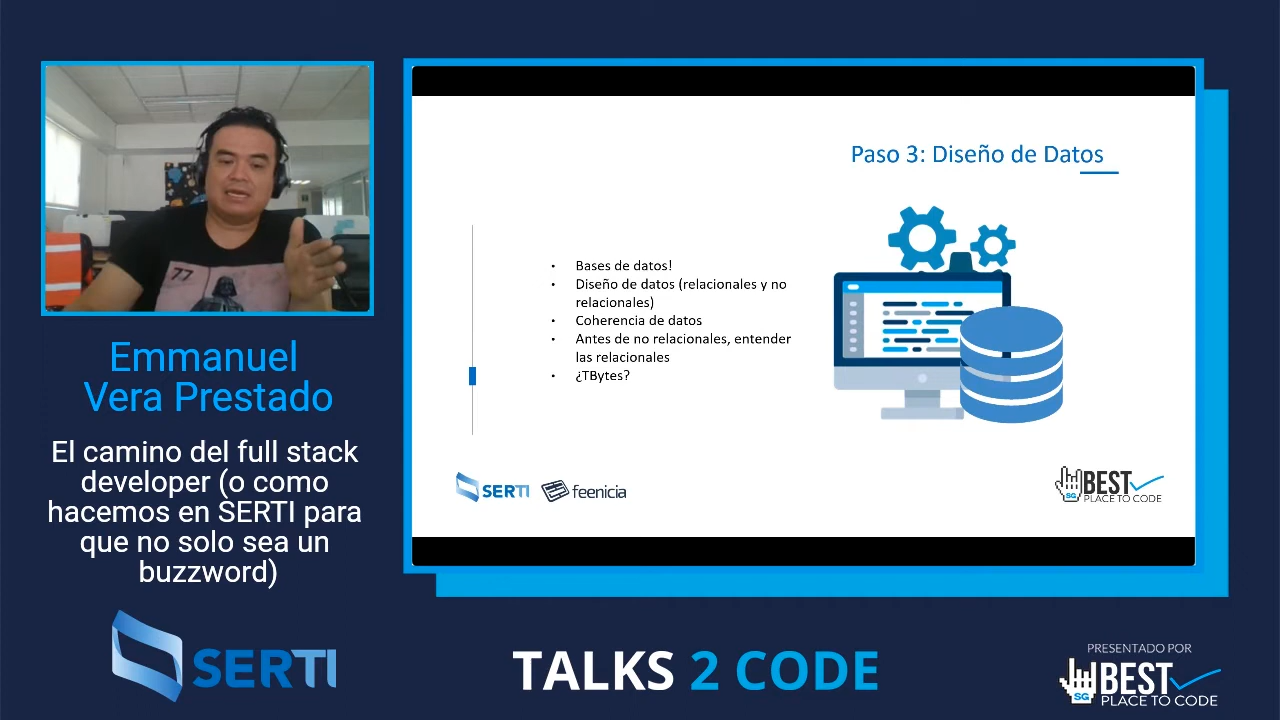 77
Emmanuel
Vera Prestado
El camino del full stack
developer (o como
hacemos en SERTI para
que no solo sea un
buzzword)
SERTI
Paso 3: Diseño de Datos
• Bases de datos!
• Diseño de datos (relacionales y no
relacionales)
• Coherencia de datos
• Antes de no relacionales, entender
las relacionales
• ¿TBytes?
SERTI feenicia
SG BEST
PLACE TO CODE
TALKS 2 CODE
PRESENTADO POR
SG BEST
PLACE TO CODE